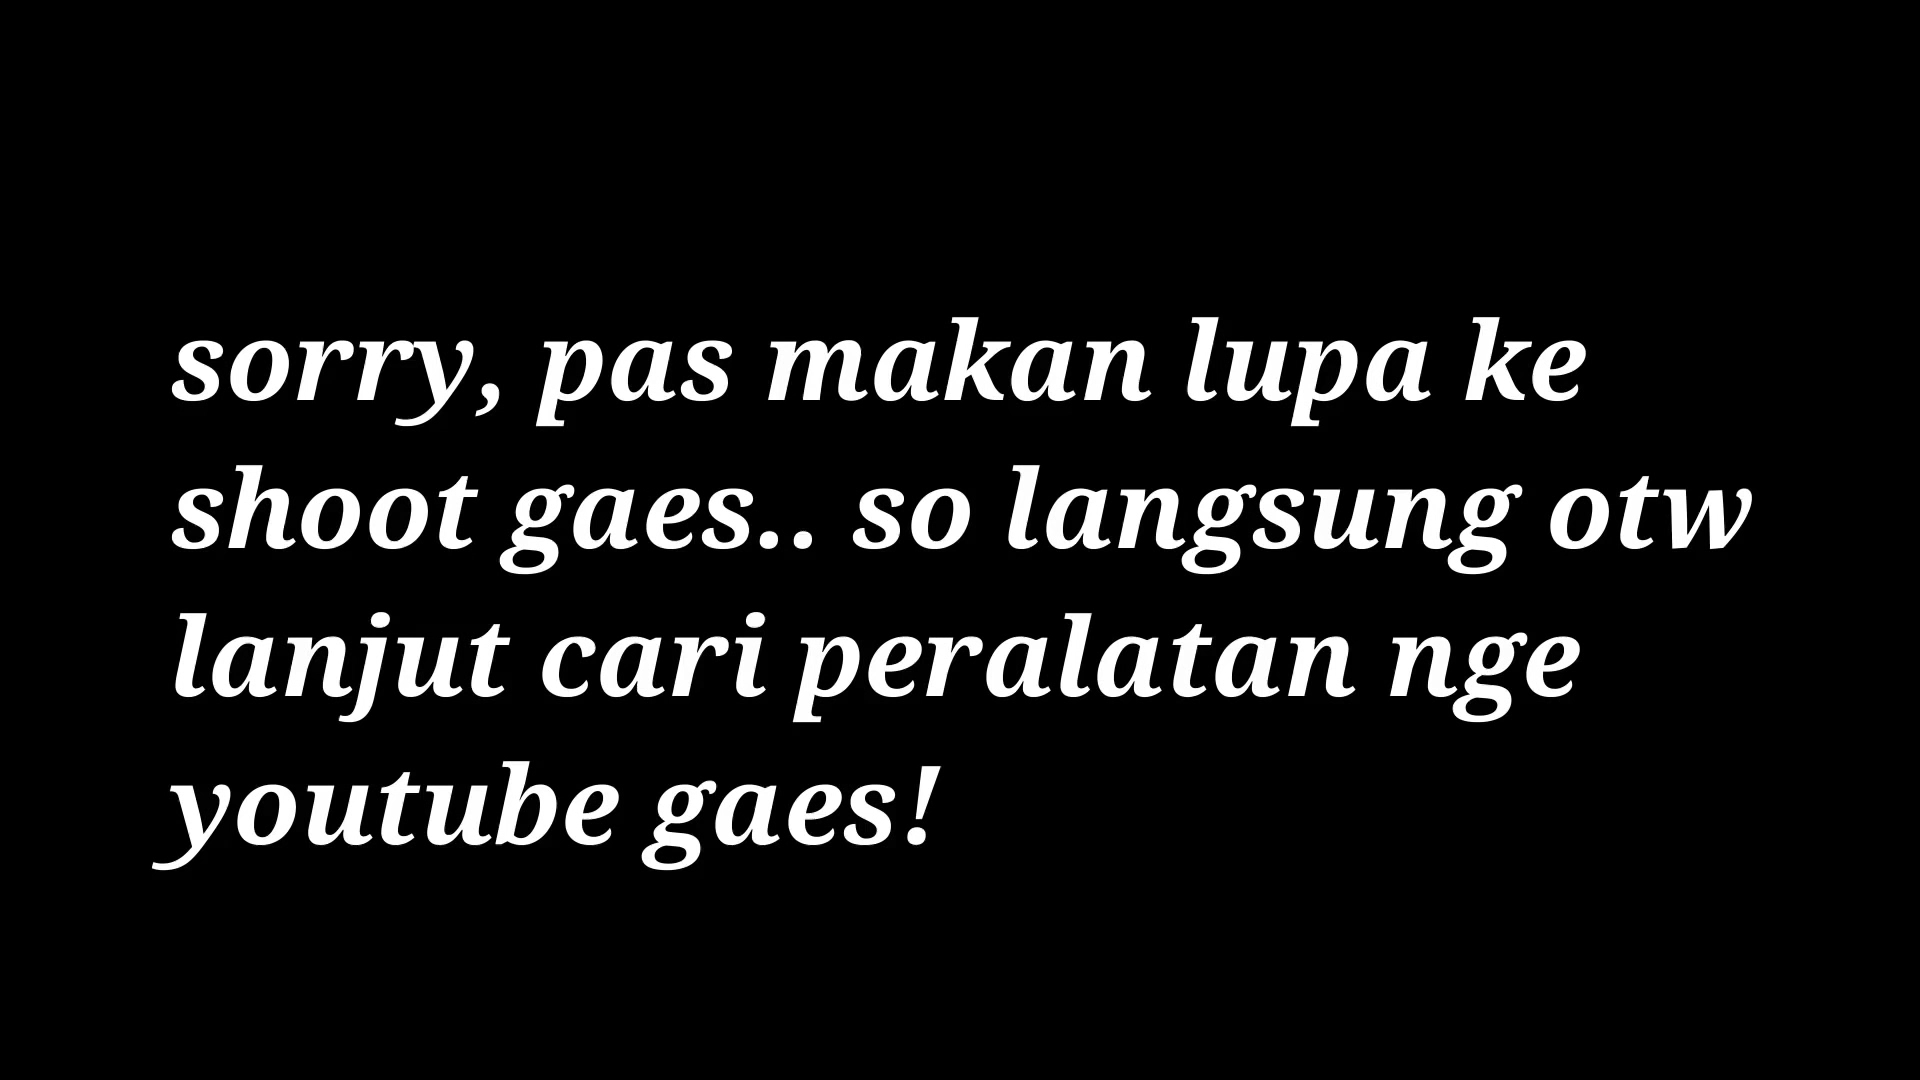 sorry, pas makan lupa ke
shoot gaes.. so langsung otw
lanjut cari peralatan nge
youtube gaes!